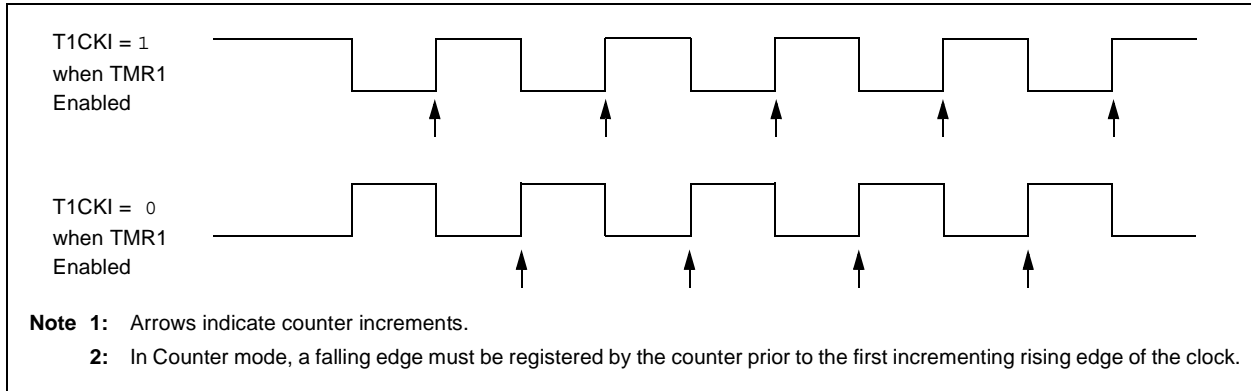 T1CKI = 1
when TMR1
Enabled
T1CKI = 0
when TMR1
Enabled
Note 1: Arrows indicate counter increments.
2: In Counter mode, a falling edge must be registered by the counter prior to the first incrementing rising edge of the clock.